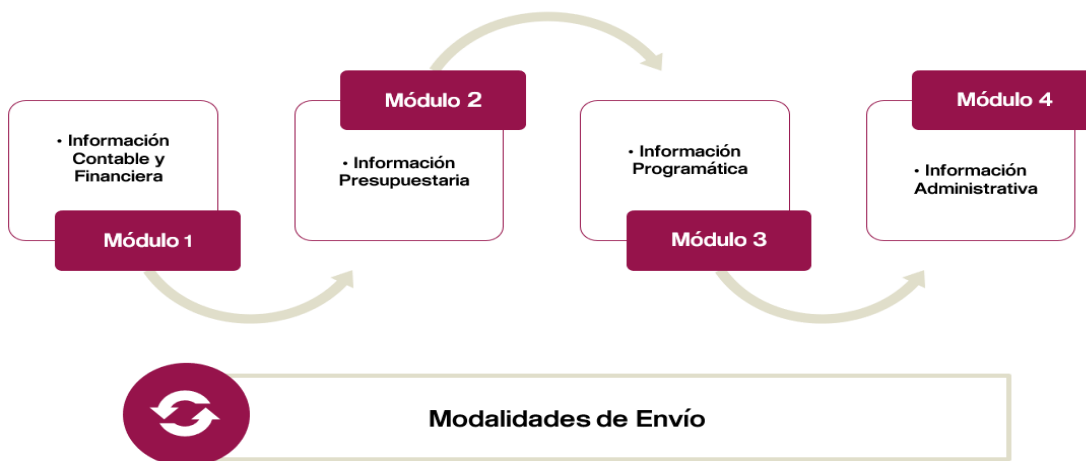 • Información
Contable y
Financiera
Módulo 1
Módulo 2
• Información
Presupuestaria
• Información
Programática
Módulo 3
Módulo 4
• Información
Administrativa
Modalidades de Envío